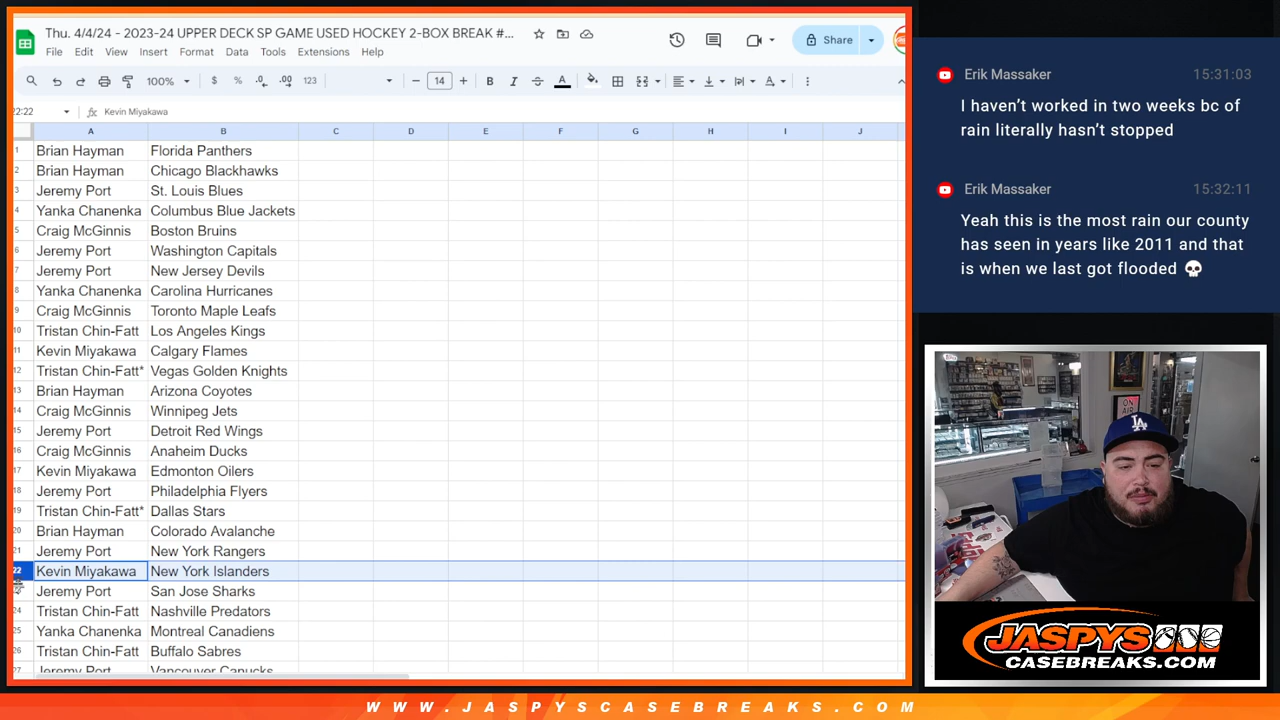 Thu. 4/4/24 - 2023-24 UPPER DECK SP GAME USED HOCKEY 2-BOX BREAK #...
File Edit View Insert Format Data Tools Extensions Help
Share
100% $ % .0 .00 123 14 B I S A
22:22 fx Kevin Miyakawa
A B C D E F G H I J
1 Brian Hayman Florida Panthers
2 Brian Hayman Chicago Blackhawks
3 Jeremy Port St. Louis Blues
4 Yanka Chanenka Columbus Blue Jackets
5 Craig McGinnis Boston Bruins
6 Jeremy Port Washington Capitals
7 Jeremy Port New Jersey Devils
8 Yanka Chanenka Carolina Hurricanes
9 Craig McGinnis Toronto Maple Leafs
10 Tristan Chin-Fatt Los Angeles Kings
11 Kevin Miyakawa Calgary Flames
12 Tristan Chin-Fatt* Vegas Golden Knights
13 Brian Hayman Arizona Coyotes
14 Craig McGinnis Winnipeg Jets
15 Jeremy Port Detroit Red Wings
16 Craig McGinnis Anaheim Ducks
17 Kevin Miyakawa Edmonton Oilers
18 Jeremy Port Philadelphia Flyers
19 Tristan Chin-Fatt* Dallas Stars
20 Brian Hayman Colorado Avalanche
21 Jeremy Port New York Rangers
22 Kevin Miyakawa New York Islanders
Jeremy Port San Jose Sharks
24 Tristan Chin-Fatt Nashville Predators
25 Yanka Chanenka Montreal Canadiens
26 Tristan Chin-Fatt Buffalo Sabres
27 Jeremy Port Vancouver Canucks
Erik Massaker 15:31:03
I haven't worked in two weeks bc of
rain literally hasn't stopped
Erik Massaker 15:32:11
Yeah this is the most rain our county
has seen in years like 2011 and that
is when we last got flooded 💀
ON
AIR
LA
JASPYS
CASEBREAKS.COM
WWW.JASPYSCASEBREAKS.COM